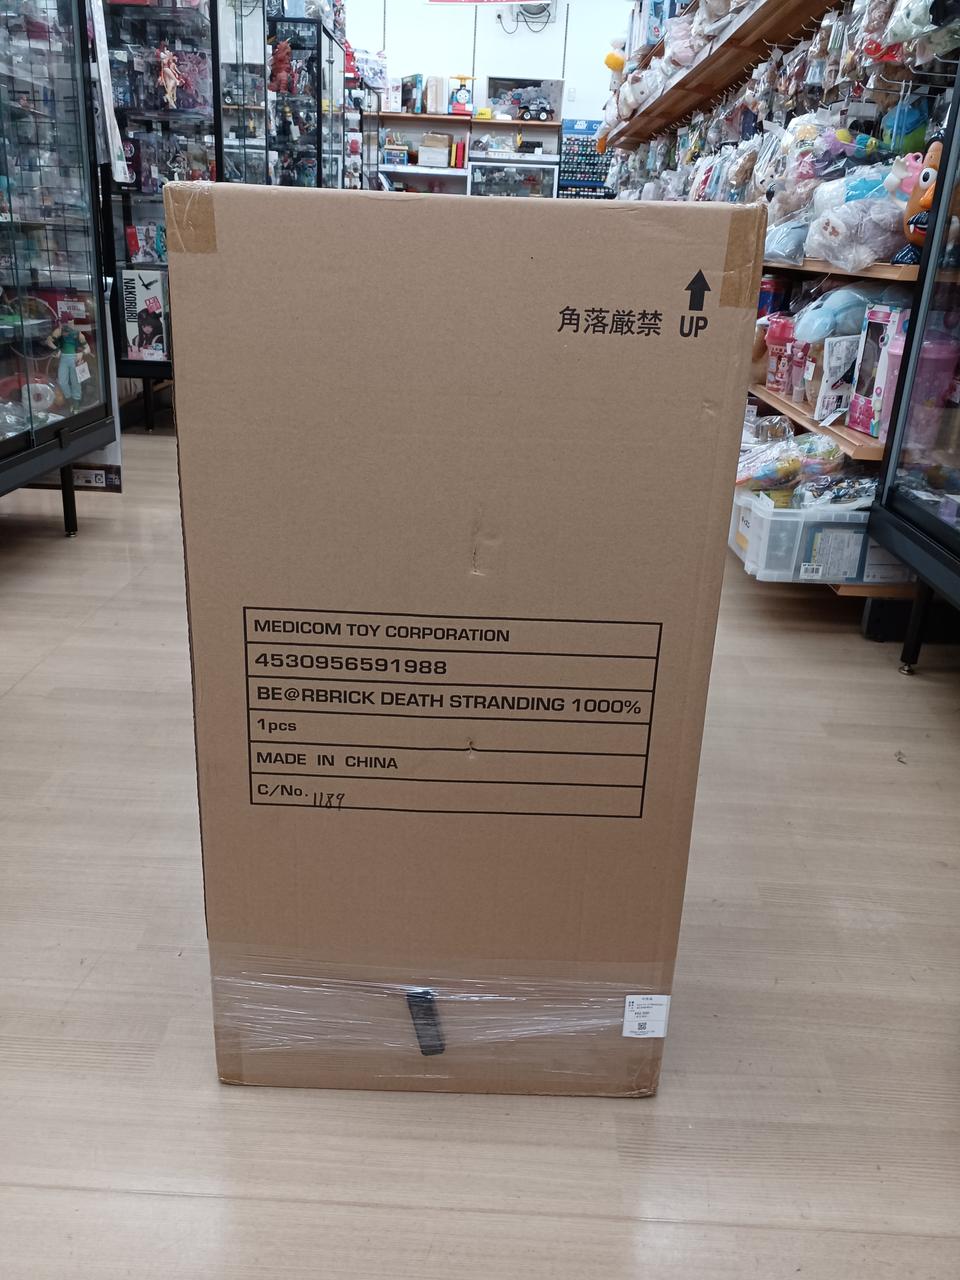 NAKORURU
角落厳禁 UP
MEDICOM TOY CORPORATION
4530956591988
BE@RBRICK DEATH STRANDING 1000%
1pcs
MADE IN CHINA
C/No. 1189